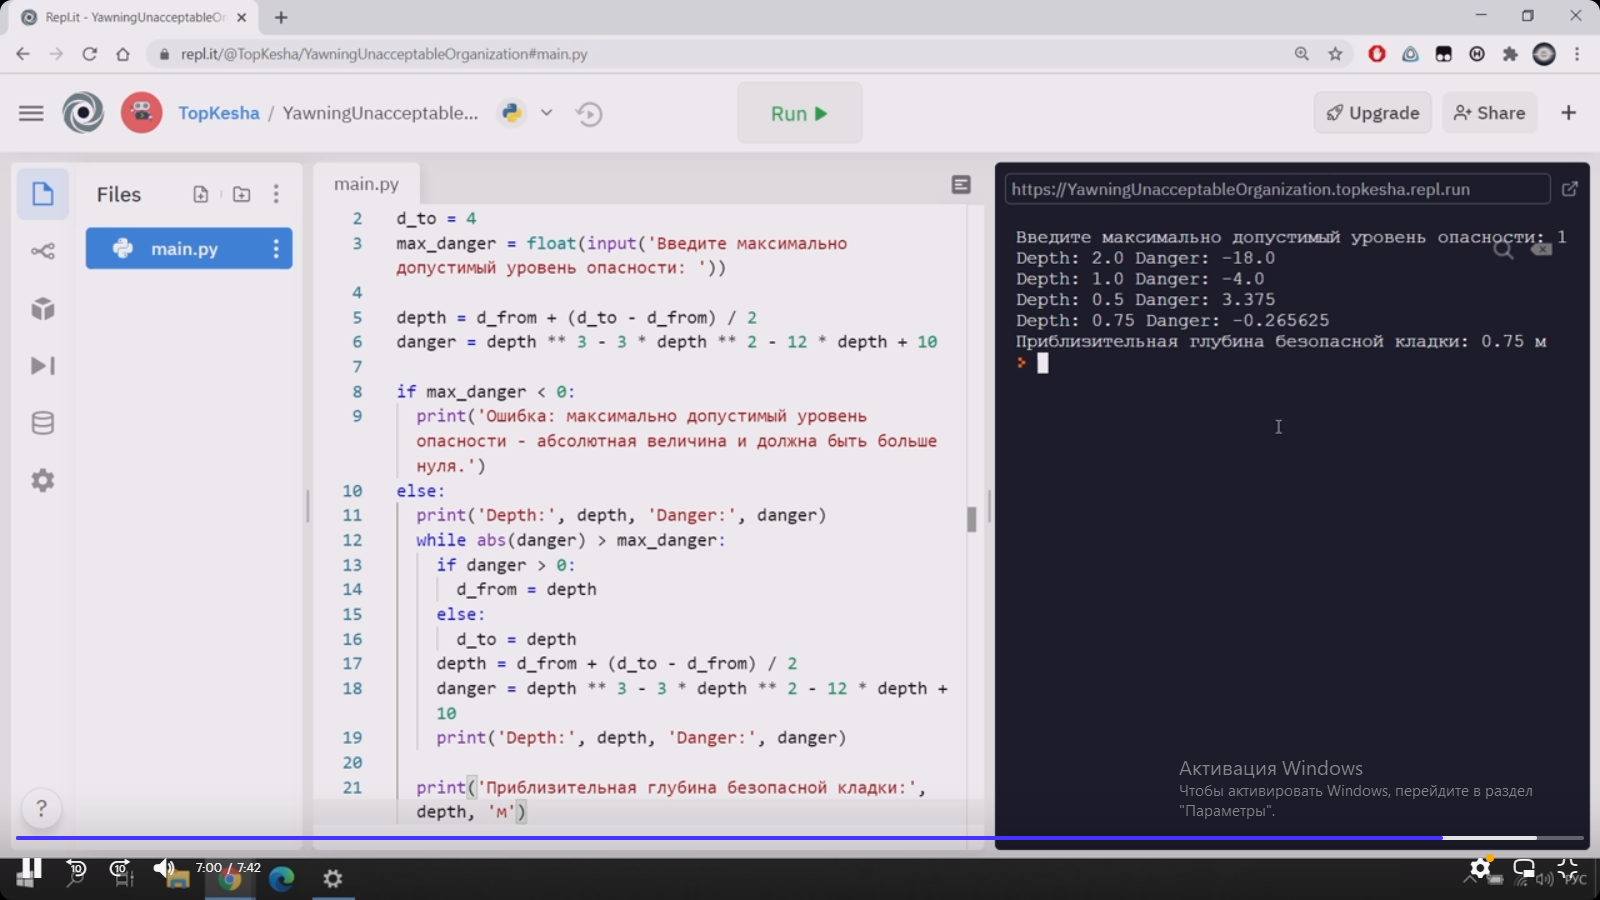 Repl.it - YawningUnacceptableOr
repl.it/@TopKesha/YawningUnacceptableOrganization#main.py
TopKesha / YawningUnacceptable...
Run
Upgrade
Share
Files
main.py
main.py
2 d_to = 4
3 max_danger = float(input('Введите максимально
допустимый уровень опасности: '))
4
5 depth = d_from + (d_to - d_from) / 2
6 danger = depth ** 3 - 3 * depth ** 2 - 12 * depth + 10
7
8 if max_danger < 0:
9 print('Ошибка: максимально допустимый уровень
опасности - абсолютная величина и должна быть больше
нуля.')
10 else:
11 print('Depth:', depth, 'Danger:', danger)
12 while abs(danger) > max_danger:
13 if danger > 0:
14 d_from = depth
15 else:
16 d_to = depth
17 depth = d_from + (d_to - d_from) / 2
18 danger = depth ** 3 - 3 * depth ** 2 - 12 * depth +
10
19 print('Depth:', depth, 'Danger:', danger)
20
21 print('Приблизительная глубина безопасной кладки:',
depth, 'м')
?
https://YawningUnacceptableOrganization.topkesha.repl.run
Введите максимально допустимый уровень опасности: 1
Depth: 2.0 Danger: -18.0
Depth: 1.0 Danger: -4.0
Depth: 0.5 Danger: 3.375
Depth: 0.75 Danger: -0.265625
Приблизительная глубина безопасной кладки: 0.75 м
Активация Windows
Чтобы активировать Windows, перейдите в раздел
"Параметры".
10
10
7:00 / 7:42
РУС